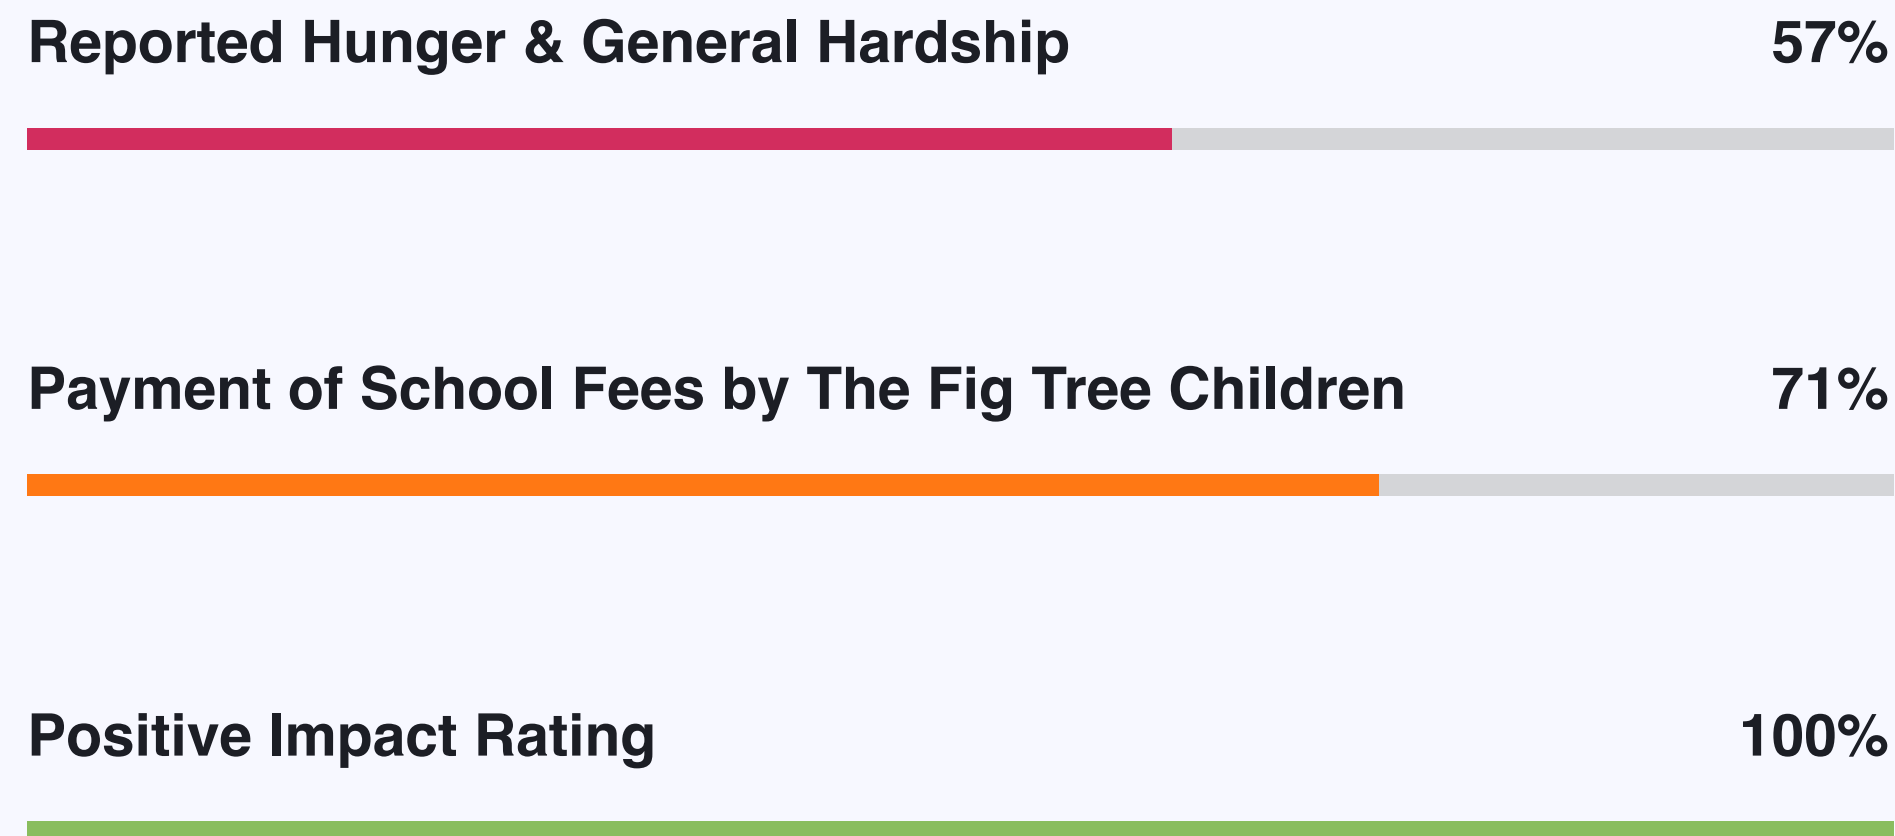 Reported Hunger & General Hardship 57%
Payment of School Fees by The Fig Tree Children 71%
Positive Impact Rating 100%